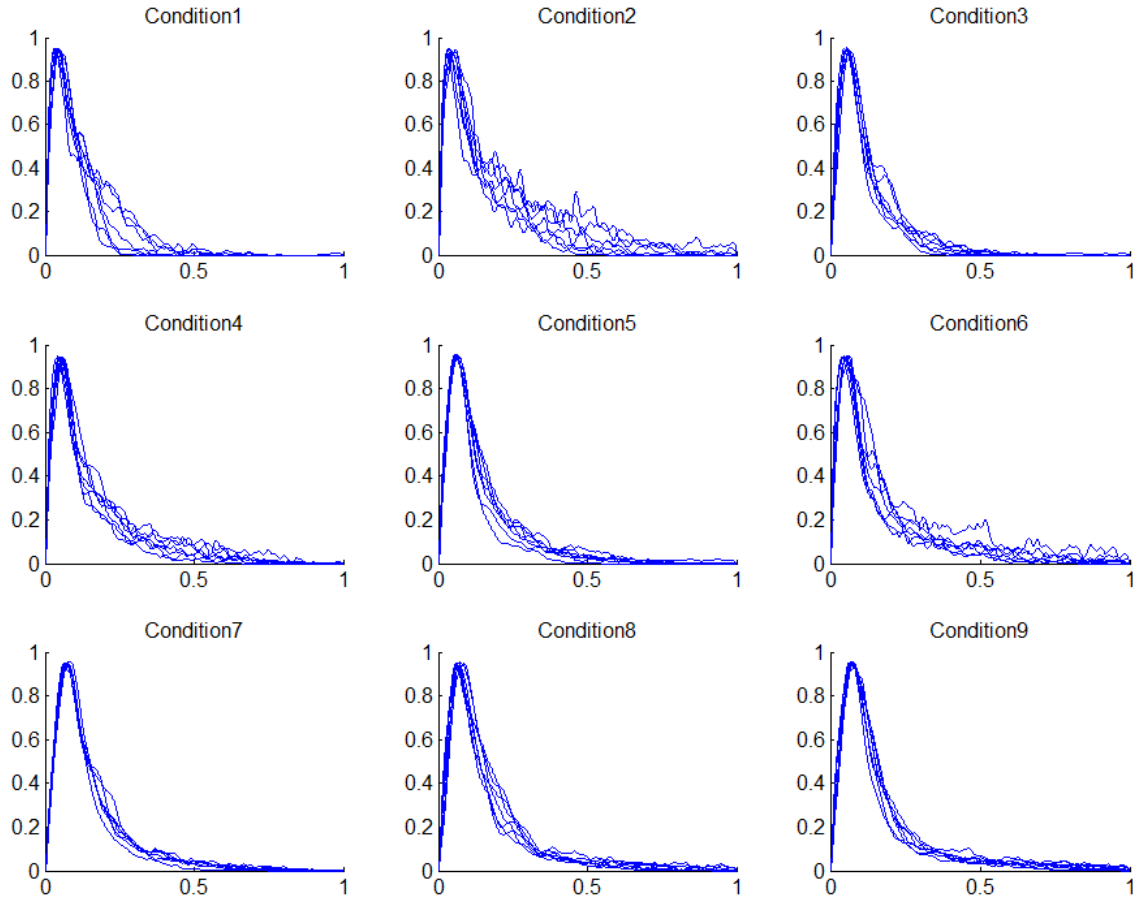 Condition1 Condition2 Condition3
1 1 1
0.8 0.8 0.8
0.6 0.6 0.6
0.4 0.4 0.4
0.2 0.2 0.2
0 0 0
0 0.5 1 0 0.5 1 0 0.5 1
Condition4 Condition5 Condition6
1 1 1
0.8 0.8 0.8
0.6 0.6 0.6
0.4 0.4 0.4
0.2 0.2 0.2
0 0 0
0 0.5 1 0 0.5 1 0 0.5 1
Condition7 Condition8 Condition9
1 1 1
0.8 0.8 0.8
0.6 0.6 0.6
0.4 0.4 0.4
0.2 0.2 0.2
0 0 0
0 0.5 1 0 0.5 1 0 0.5 1